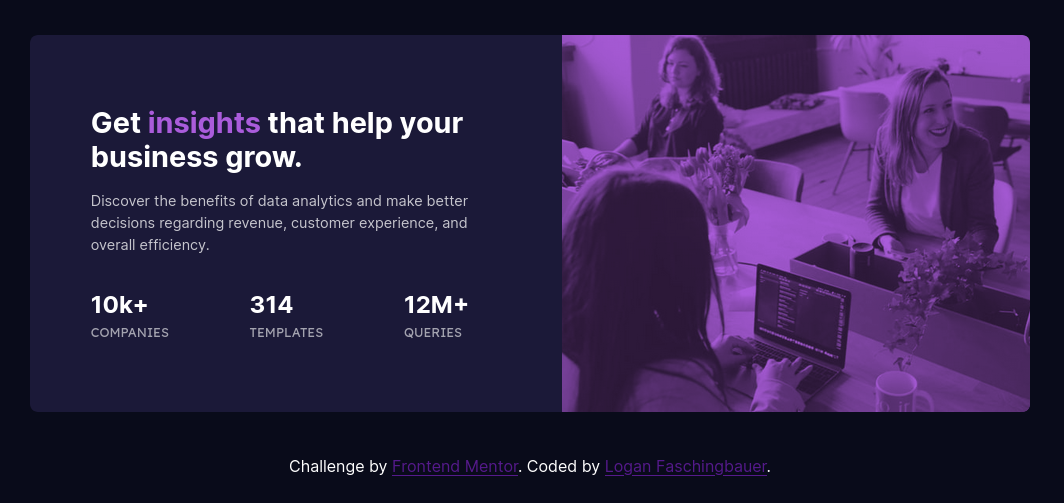 Get insights that help your
business grow.
Discover the benefits of data analytics and make better
decisions regarding revenue, customer experience, and
overall efficiency.
10k+ 314 12M+
COMPANIES TEMPLATES QUERIES
Challenge by Frontend Mentor. Coded by Logan Faschingbauer.